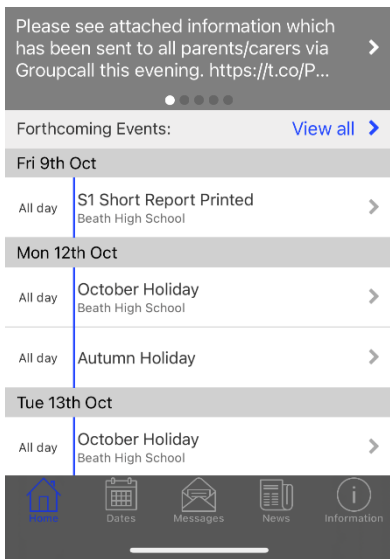 Please see attached information which
has been sent to all parents/carers via
Groupcall this evening. https://t.co/P...
Forthcoming Events:
View all
Fri 9th Oct
All day
S1 Short Report Printed
Beath High School
Mon 12th Oct
All day
October Holiday
Beath High School
All day
Autumn Holiday
Tue 13th Oct
All day
October Holiday
Beath High School
Home
Dates
Messages
News
Information